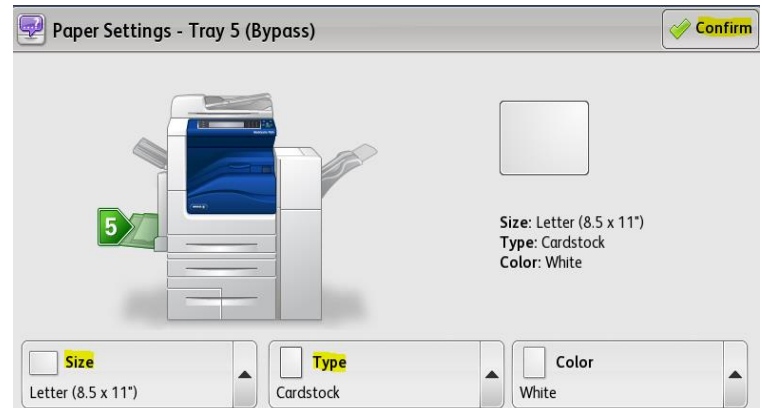 Paper Settings - Tray 5 (Bypass)
Confirm
5
Size: Letter (8.5 x 11")
Type: Cardstock
Color: White
Size
Letter (8.5 x 11")
Type
Cardstock
Color
White